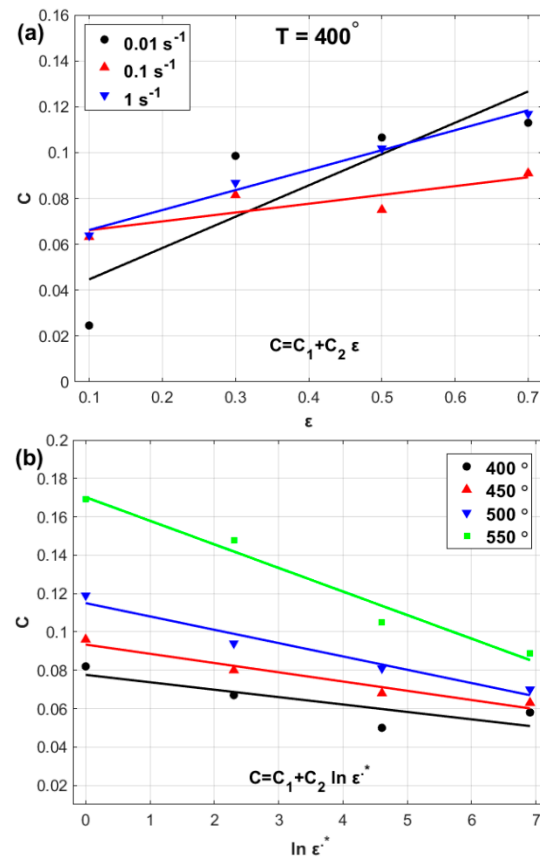 (a)
T = 400°
0.01 s⁻¹
0.1 s⁻¹
1 s⁻¹
0.16
0.14
0.12
0.1
0.08
0.06
0.04
0.02
0
C
C=C₁+C₂ ε
0.1 0.2 0.3 0.4 0.5 0.6 0.7
ε
(b)
400 °
450 °
500 °
550 °
0.2
0.18
0.16
0.14
0.12
0.1
0.08
0.06
0.04
0.02
C
C=C₁+C₂ ln ε̇*
0 1 2 3 4 5 6 7
ln ε̇*